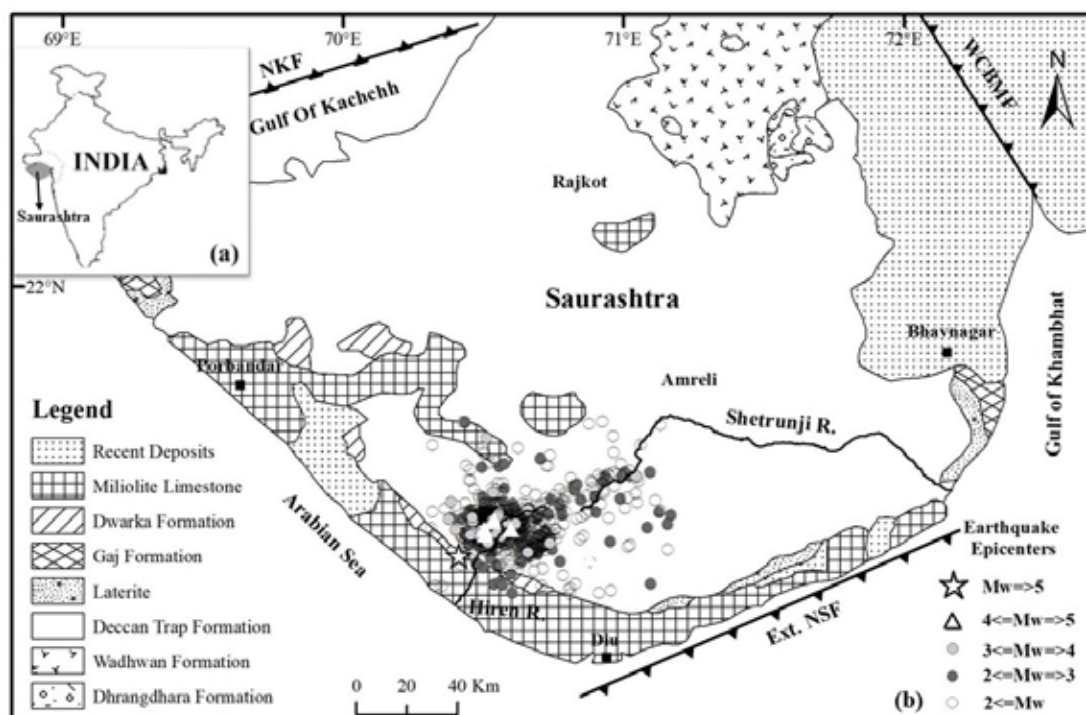 69°E
70°E
71°E
72°E
NKF
Gulf Of Kachchh
WCBMF
N
INDIA
Saurashtra
(a)
Rajkot
22°N
Saurashtra
Bhavnagar
Porbandar
Amreli
Shetrunji R.
Gulf of Khambhat
Arabian Sea
Hiren R.
Diu
Ext. NSF
Legend
Recent Deposits
Miliolite Limestone
Dwarka Formation
Gaj Formation
Laterite
Deccan Trap Formation
Wadhwan Formation
Dhrangdhara Formation
0 20 40 Km
Earthquake
Epicenters
Mw=>5
4<=Mw=>5
3<=Mw=>4
2<=Mw=>3
2<=Mw
(b)